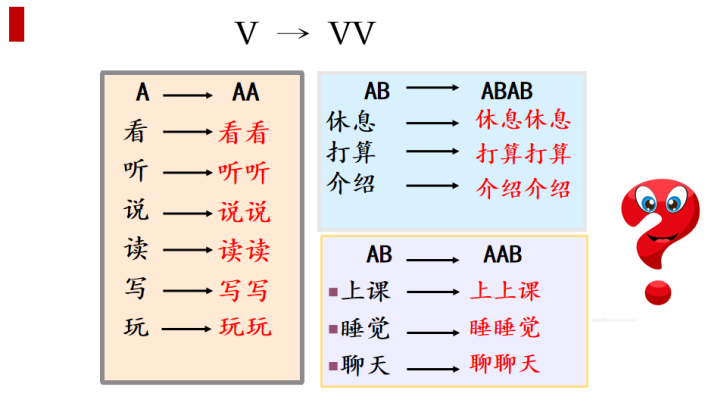 V → VV
A → AA
看 → 看看
听 → 听听
说 → 说说
读 → 读读
写 → 写写
玩 → 玩玩
AB → ABAB
休息 → 休息休息
打算 → 打算打算
介绍 → 介绍介绍
AB → AAB
▪上课 → 上上课
▪睡觉 → 睡睡觉
▪聊天 → 聊聊天